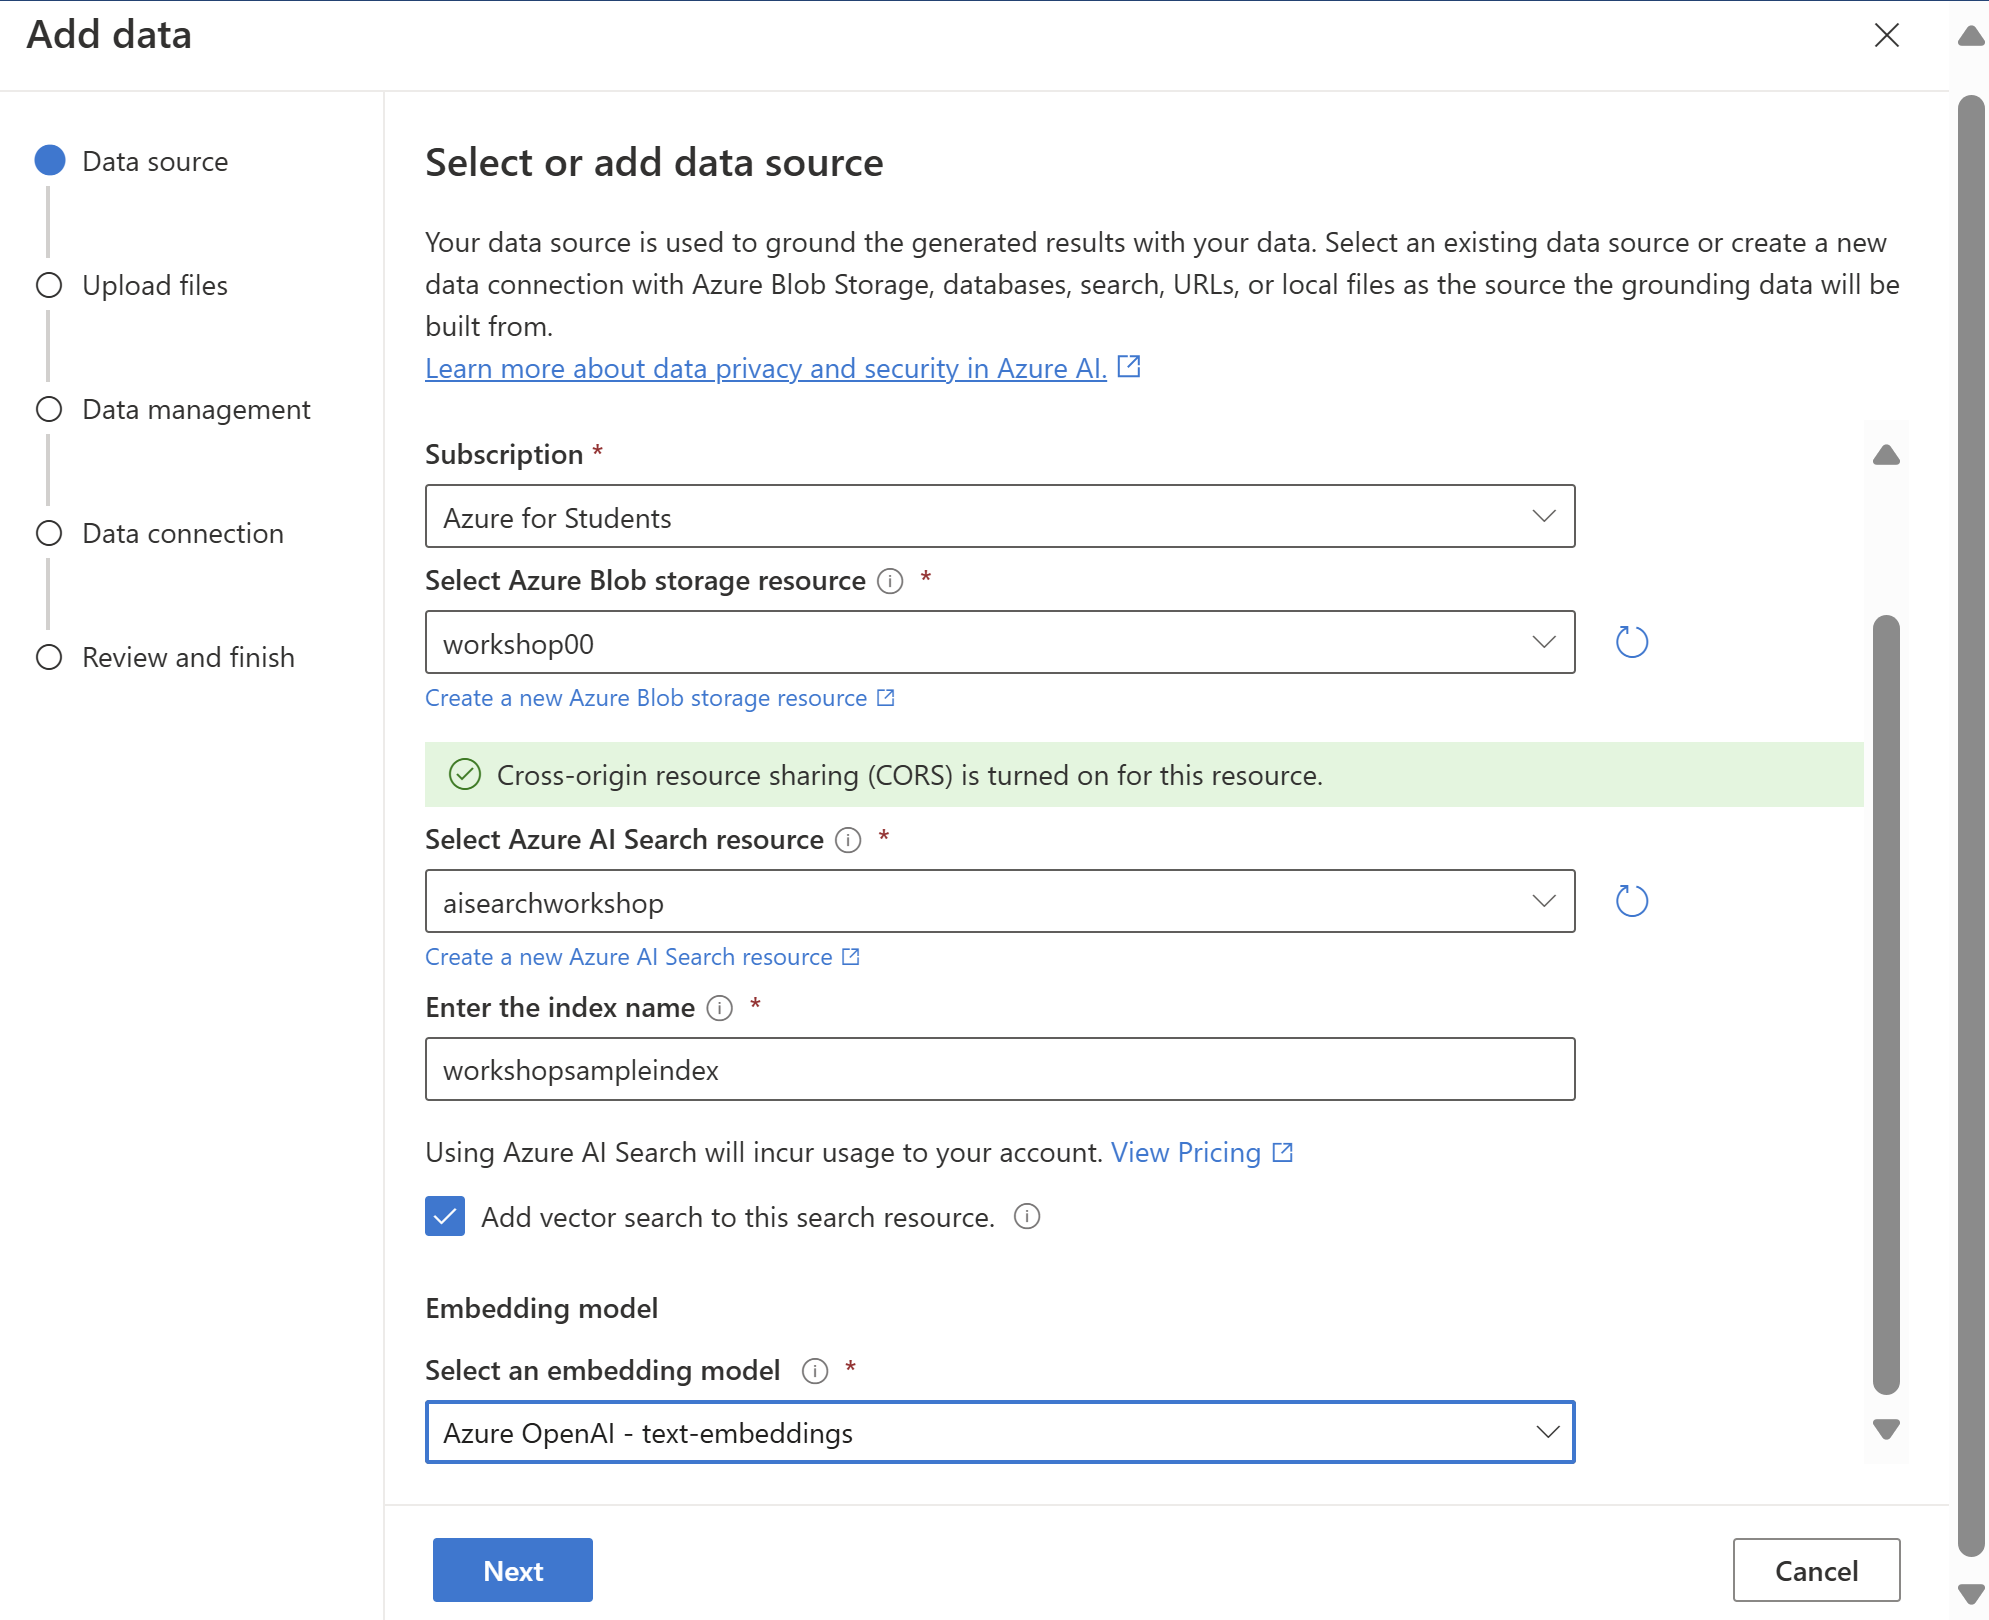 Add data
Data source
Upload files
Data management
Data connection
Review and finish
Select or add data source
Your data source is used to ground the generated results with your data. Select an existing data source or create a new
data connection with Azure Blob Storage, databases, search, URLs, or local files as the source the grounding data will be
built from.
Learn more about data privacy and security in Azure AI.
Subscription *
Azure for Students
Select Azure Blob storage resource *
workshop00
Create a new Azure Blob storage resource
Cross-origin resource sharing (CORS) is turned on for this resource.
Select Azure AI Search resource *
aisearchworkshop
Create a new Azure AI Search resource
Enter the index name *
workshopsampleindex
Using Azure AI Search will incur usage to your account. View Pricing
Add vector search to this search resource.
Embedding model
Select an embedding model *
Azure OpenAI - text-embeddings
Next
Cancel